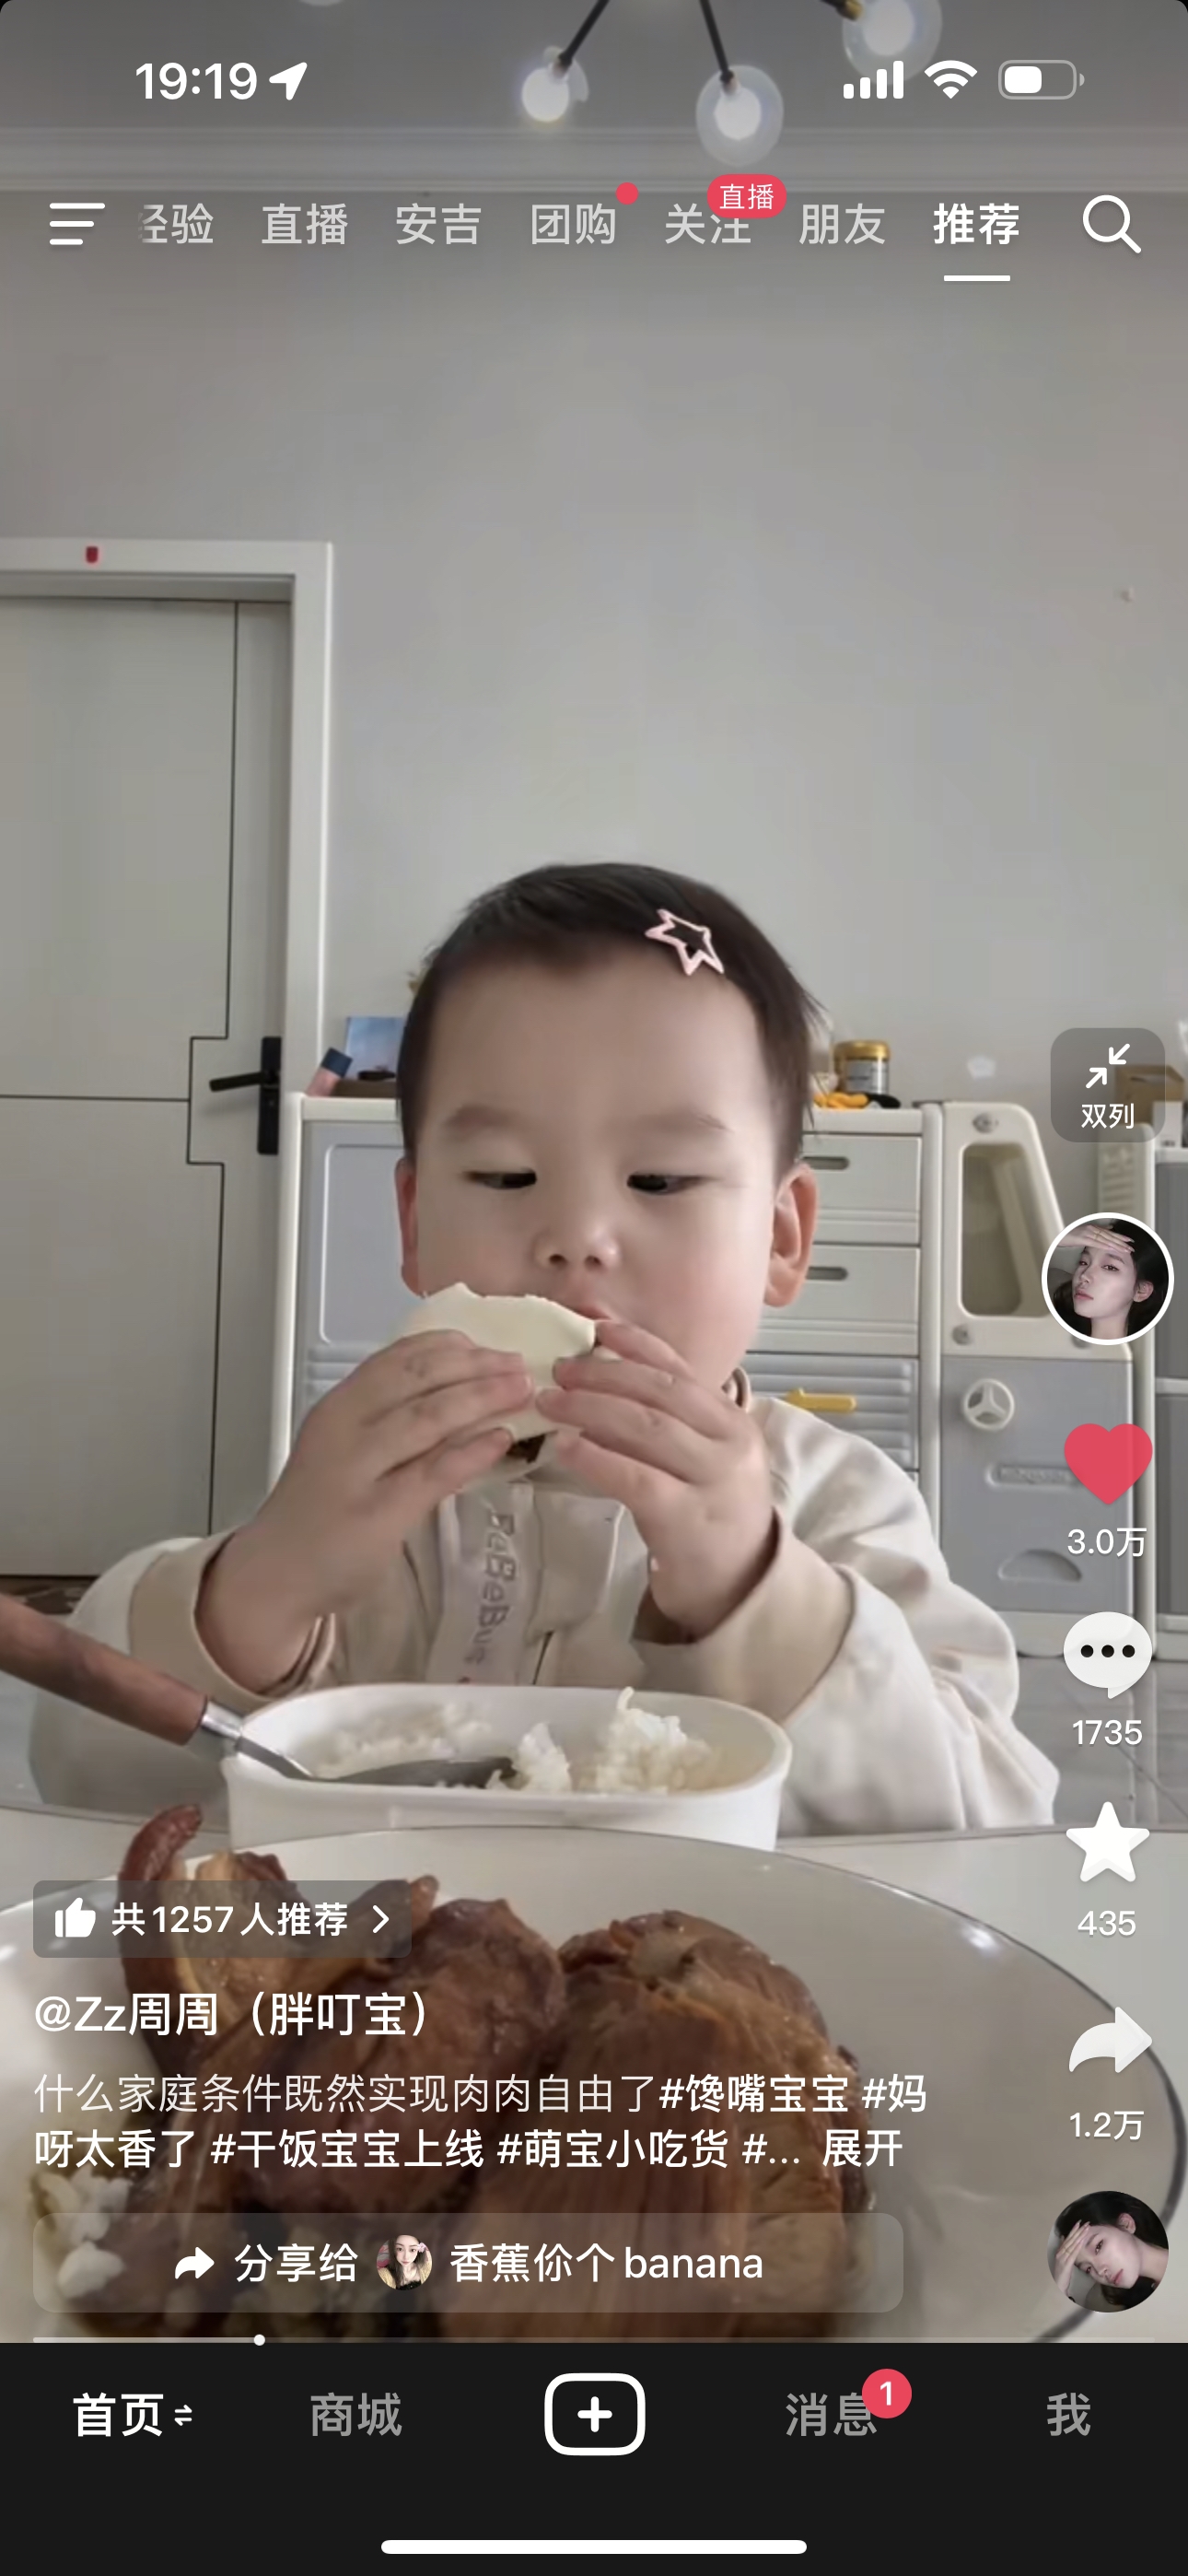 19:19
直播
经验 直播 安吉 团购 关注 朋友 推荐
双列
3.0万
BeBeBus
1735
435
共1257人推荐
@Zz周周（胖叮宝）
什么家庭条件既然实现肉肉自由了#馋嘴宝宝 #妈
呀太香了 #干饭宝宝上线 #萌宝小吃货 #... 展开
1.2万
分享给 香蕉伱个banana
首页 商城 消息 1 我